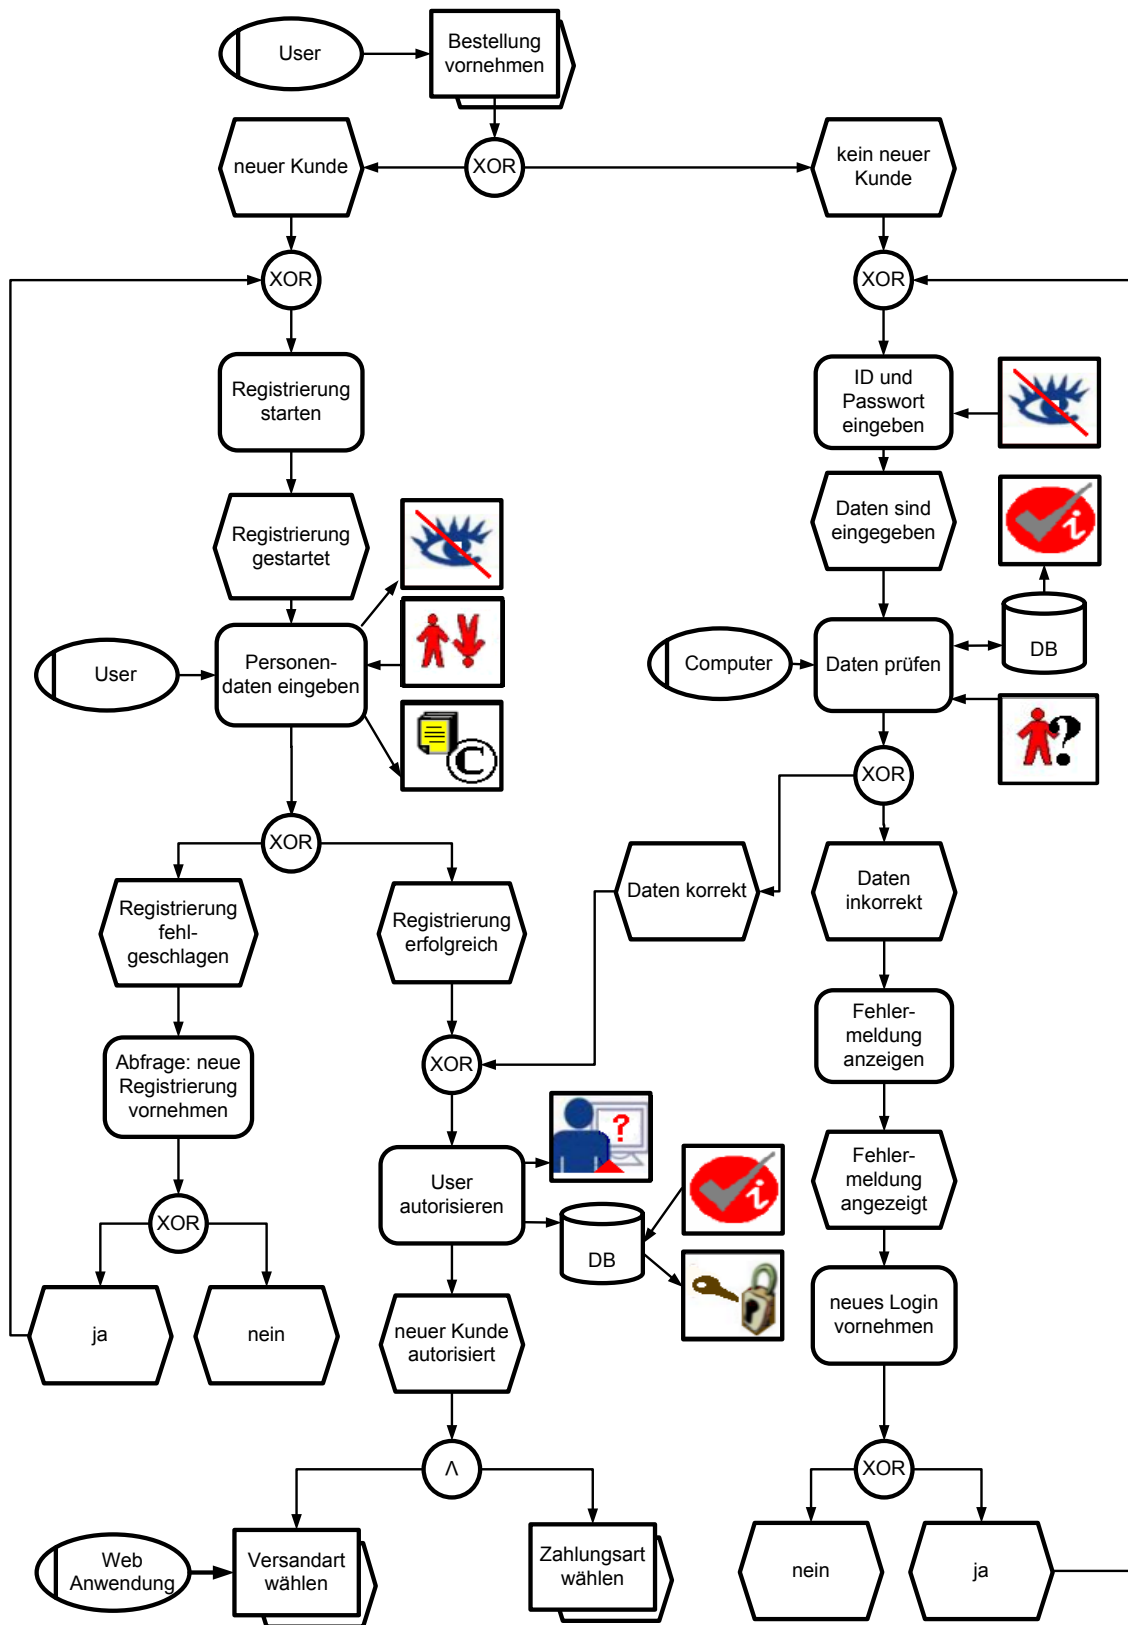 User
Bestellung
vornehmen
neuer Kunde
XOR
kein neuer
Kunde
XOR
XOR
Registrierung
starten
ID und
Passwort
eingeben
Registrierung
gestartet
Daten sind
eingegeben
i
User
Personen-
daten eingeben
Computer
Daten prüfen
DB
C
?
XOR
XOR
Registrierung
fehl-
geschlagen
Registrierung
erfolgreich
Daten korrekt
Daten
inkorrekt
Abfrage: neue
Registrierung
vornehmen
XOR
Fehler-
meldung
anzeigen
?
User
autorisieren
i
Fehler-
meldung
angezeigt
XOR
DB
ja
nein
neuer Kunde
autorisiert
neues Login
vornehmen
Λ
XOR
Web
Anwendung
Versandart
wählen
Zahlungsart
wählen
nein
ja